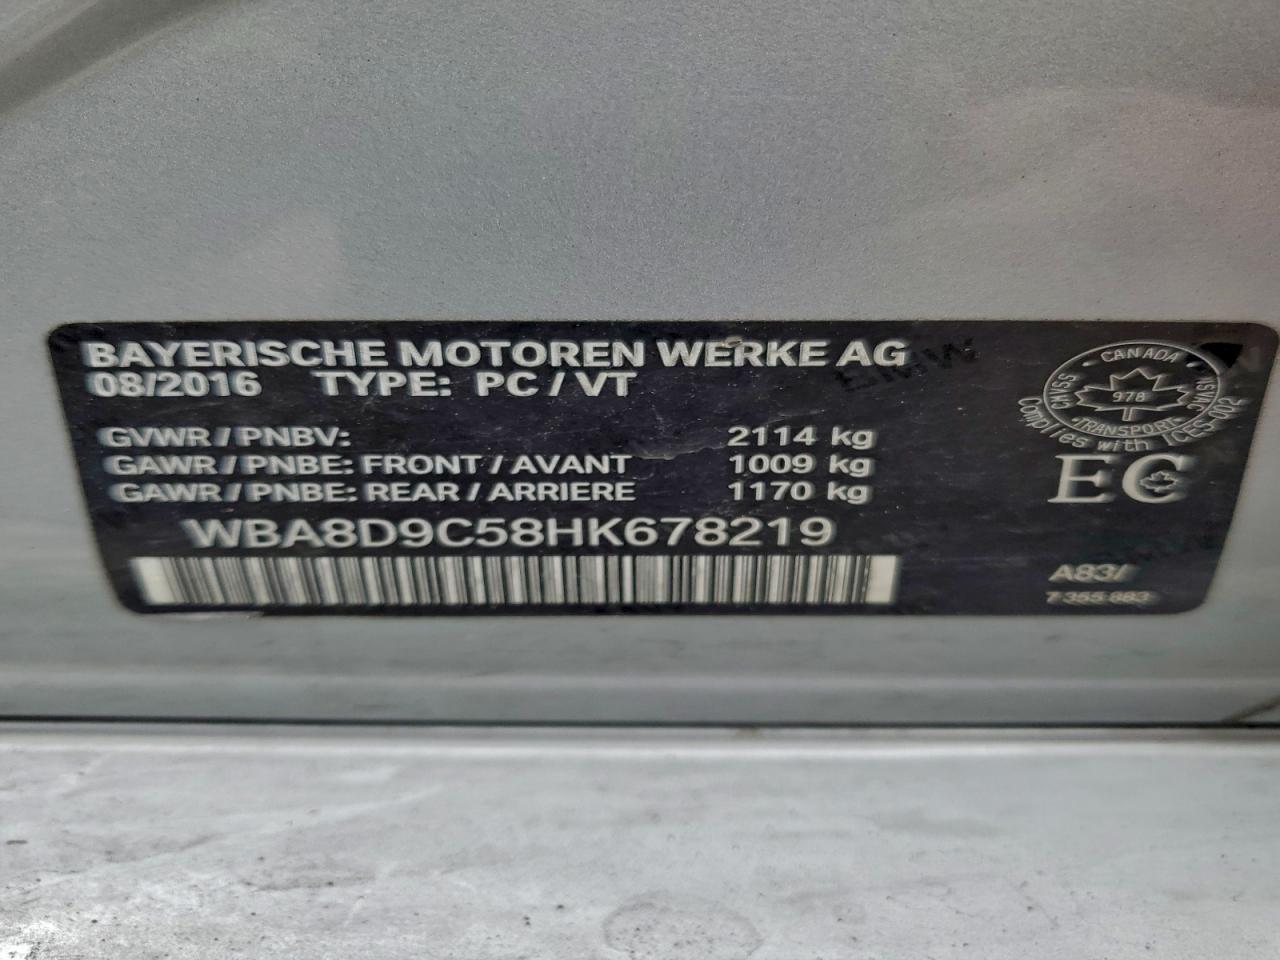 BAYERISCHE MOTOREN WERKE AG
08/2016 TYPE: PC / VT
GVWR / PNBV: 2114 kg
GAWR / PNBE: FRONT / AVANT 1009 kg
GAWR / PNBE: REAR / ARRIERE 1170 kg
WBA8D9C58HK678219
CANADA
CMVSS
978
NSVAC
TRANSPORT
Complies with ICES-002
EC
A83/
7 355 883